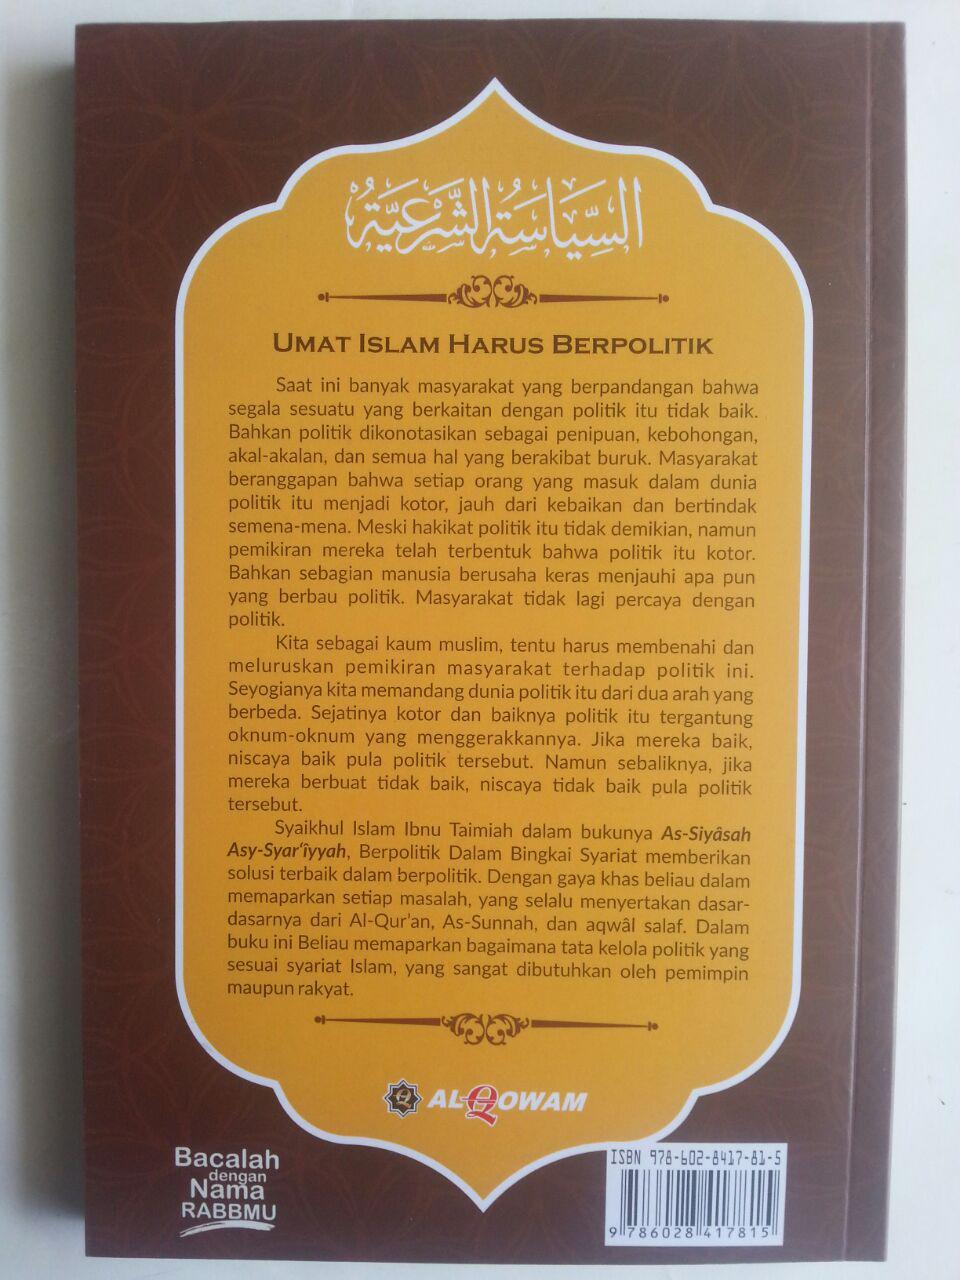 السِّيَاسَةُ الشَّرْعِيَّةُ
UMAT ISLAM HARUS BERPOLITIK
Saat ini banyak masyarakat yang berpandangan bahwa
segala sesuatu yang berkaitan dengan politik itu tidak baik.
Bahkan politik dikonotasikan sebagai penipuan, kebohongan,
akal-akalan, dan semua hal yang berakibat buruk. Masyarakat
beranggapan bahwa setiap orang yang masuk dalam dunia
politik itu menjadi kotor, jauh dari kebaikan dan bertindak
semena-mena. Meski hakikat politik itu tidak demikian, namun
pemikiran mereka telah terbentuk bahwa politik itu kotor.
Bahkan sebagian manusia berusaha keras menjauhi apa pun
yang berbau politik. Masyarakat tidak lagi percaya dengan
politik.
Kita sebagai kaum muslim, tentu harus membenahi dan
meluruskan pemikiran masyarakat terhadap politik ini.
Seyogianya kita memandang dunia politik itu dari dua arah yang
berbeda. Sejatinya kotor dan baiknya politik itu tergantung
oknum-oknum yang menggerakkannya. Jika mereka baik,
niscaya baik pula politik tersebut. Namun sebaliknya, jika
mereka berbuat tidak baik, niscaya tidak baik pula politik
tersebut.
Syaikhul Islam Ibnu Taimiah dalam bukunya As-Siyâsah
Asy-Syar‘îyyah, Berpolitik Dalam Bingkai Syariat memberikan
solusi terbaik dalam berpolitik. Dengan gaya khas beliau dalam
memaparkan setiap masalah, yang selalu menyertakan dasar-
dasarnya dari Al-Qur'an, As-Sunnah, dan aqwâl salaf. Dalam
buku ini Beliau memaparkan bagaimana tata kelola politik yang
sesuai syariat Islam, yang sangat dibutuhkan oleh pemimpin
maupun rakyat.
ALQOWAM
Bacalah
dengan
Nama
RABBMU
ISBN 978-602-8417-81-5
9 786028 417815